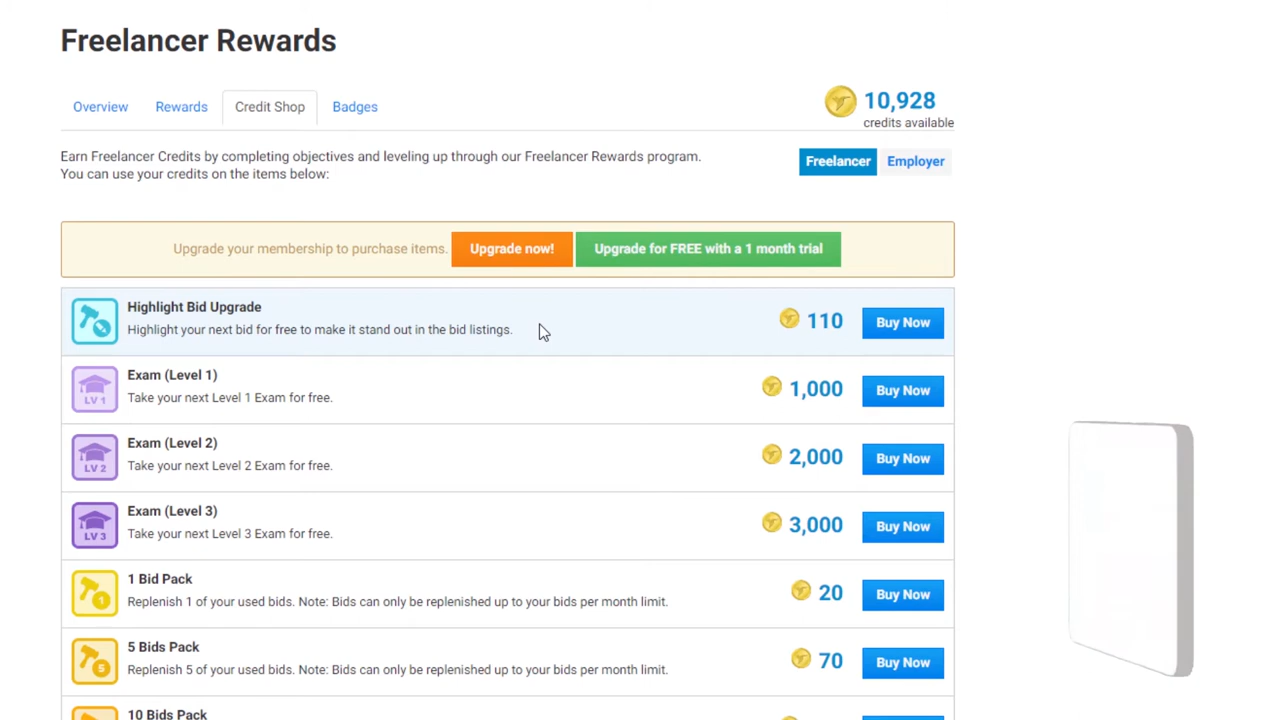 Freelancer Rewards
Overview Rewards Credit Shop Badges
10,928
credits available
Earn Freelancer Credits by completing objectives and leveling up through our Freelancer Rewards program.
You can use your credits on the items below:
Freelancer Employer
Upgrade your membership to purchase items. Upgrade now! Upgrade for FREE with a 1 month trial
Highlight Bid Upgrade
Highlight your next bid for free to make it stand out in the bid listings.
110 Buy Now
Exam (Level 1)
Take your next Level 1 Exam for free.
LV 1
1,000 Buy Now
Exam (Level 2)
Take your next Level 2 Exam for free.
LV 2
2,000 Buy Now
Exam (Level 3)
Take your next Level 3 Exam for free.
LV 3
3,000 Buy Now
1 Bid Pack
Replenish 1 of your used bids. Note: Bids can only be replenished up to your bids per month limit.
1
20 Buy Now
5 Bids Pack
Replenish 5 of your used bids. Note: Bids can only be replenished up to your bids per month limit.
5
70 Buy Now
10 Bids Pack